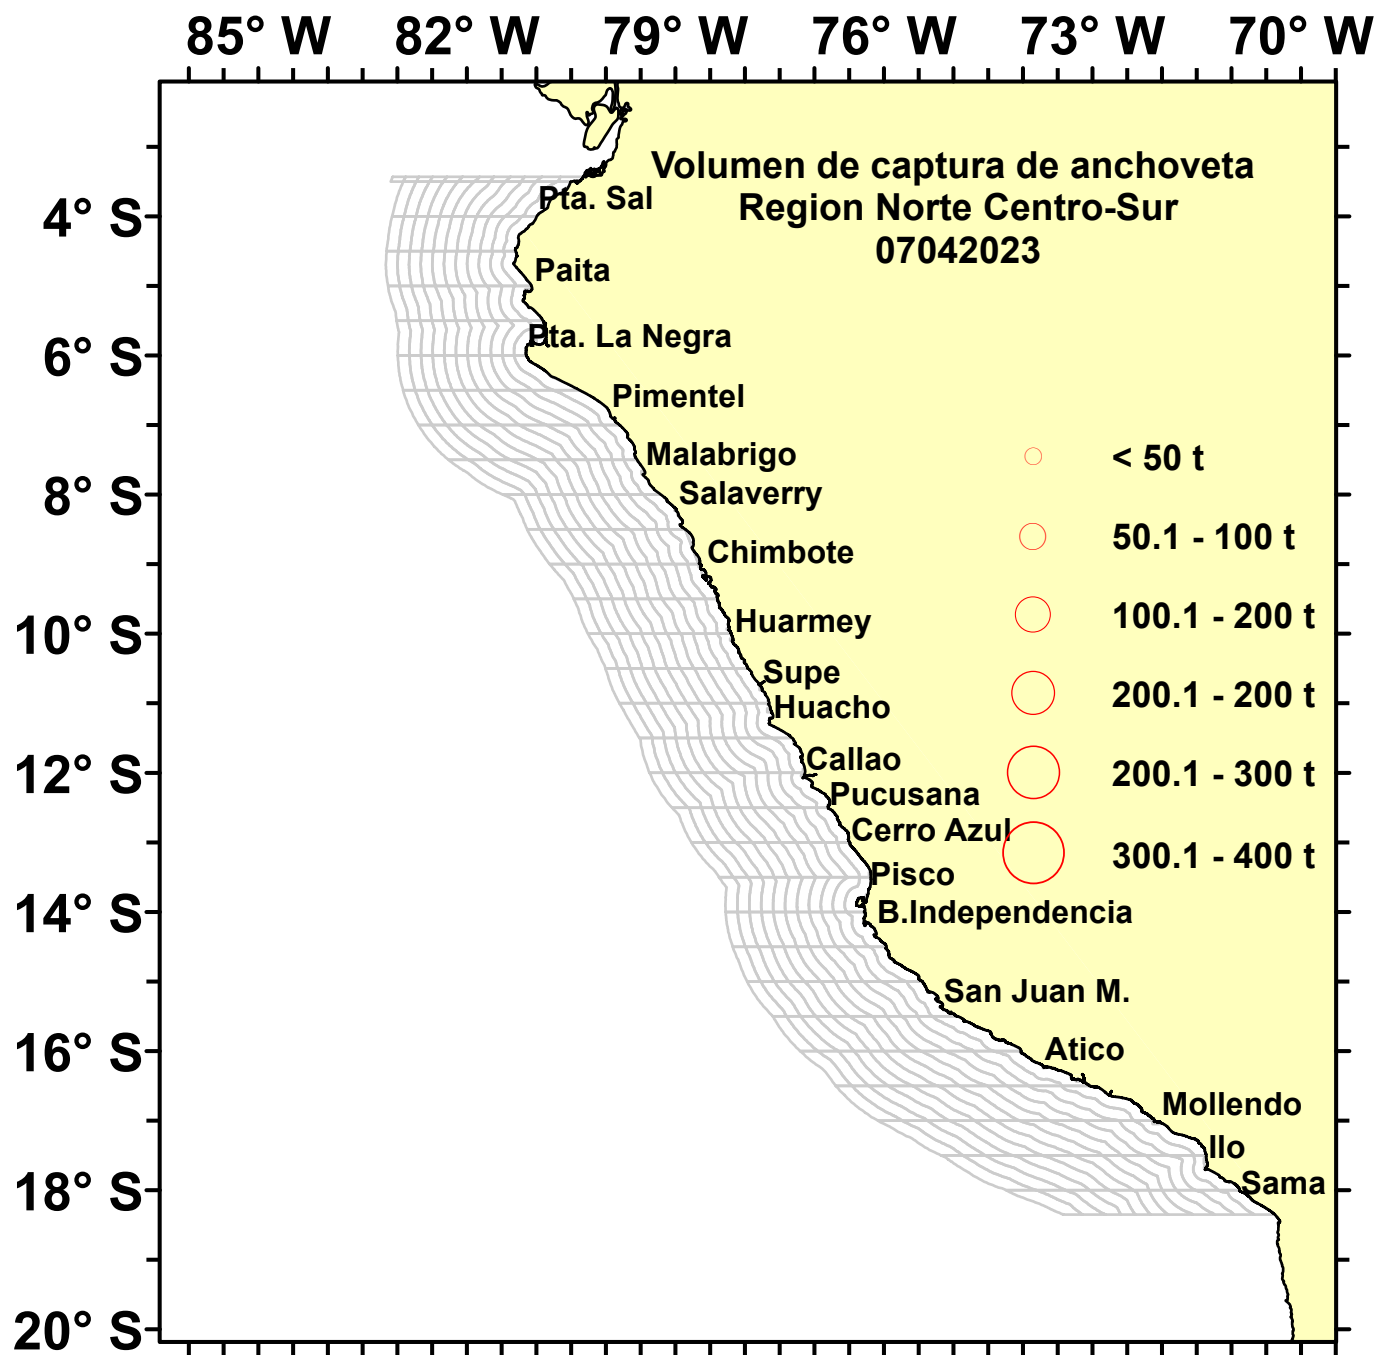 85° W 82° W 79° W 76° W 73° W 70° W
Volumen de captura de anchoveta
Region Norte Centro-Sur
07042023
4° S
6° S
8° S
10° S
12° S
14° S
16° S
18° S
20° S
Pta. Sal
Paita
Pta. La Negra
Pimentel
Malabrigo
Salaverry
Chimbote
Huarmey
Supe
Huacho
Callao
Pucusana
Cerro Azul
Pisco
B.Independencia
San Juan M.
Atico
Mollendo
Ilo
Sama
< 50 t
50.1 - 100 t
100.1 - 200 t
200.1 - 200 t
200.1 - 300 t
300.1 - 400 t